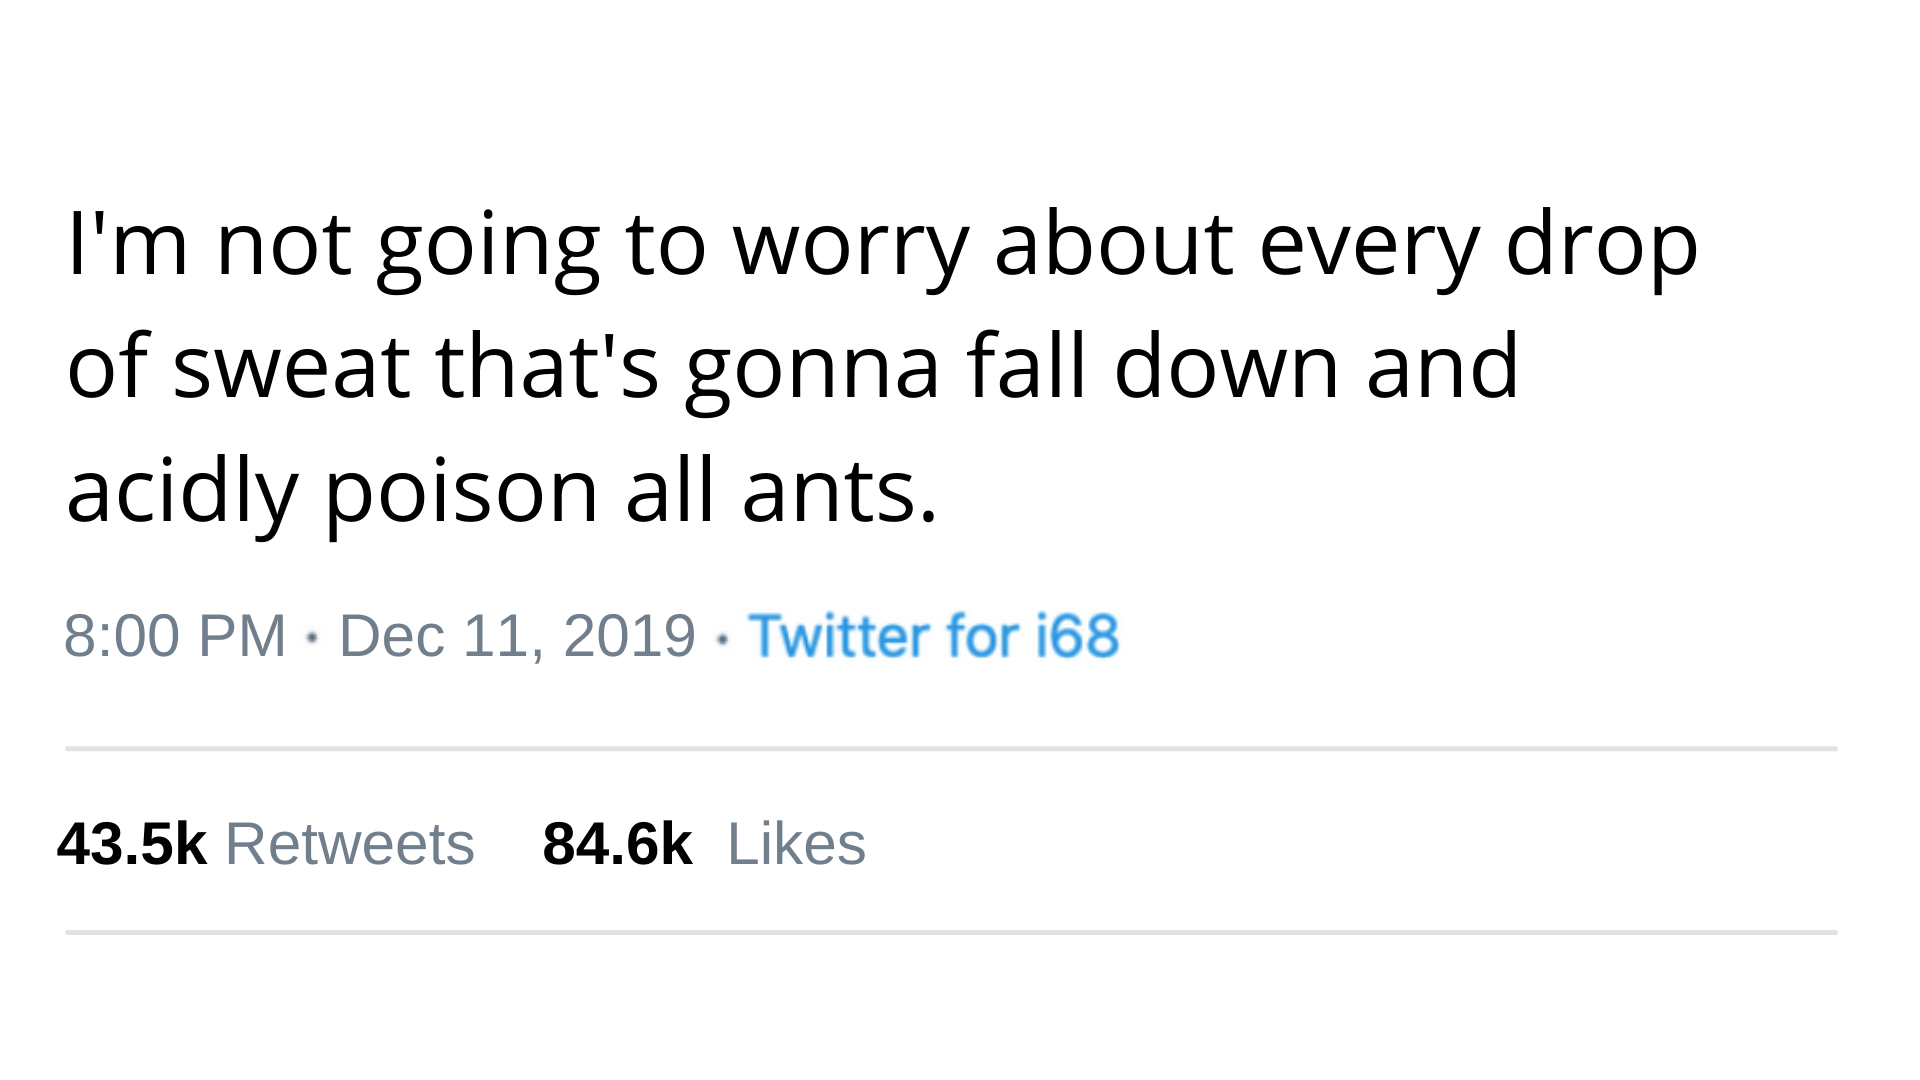 I'm not going to worry about every drop
of sweat that's gonna fall down and
acidly poison all ants.
8:00 PM • Dec 11, 2019 • Twitter for i68
43.5k Retweets 84.6k Likes